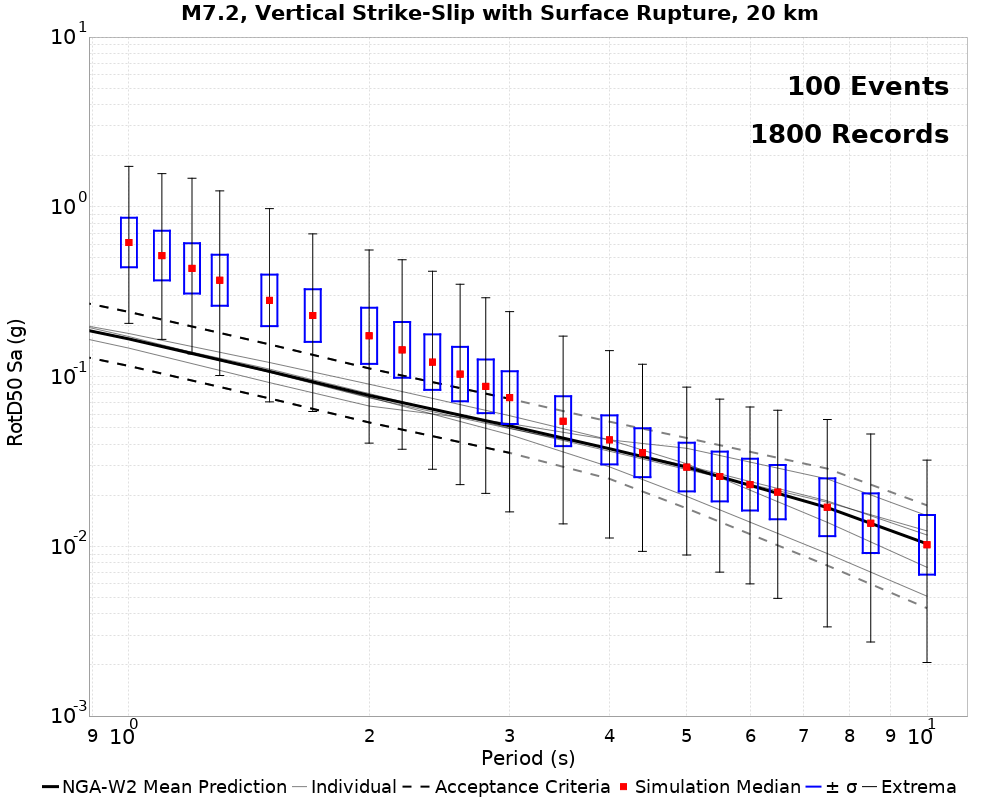 M7.2, Vertical Strike-Slip with Surface Rupture, 20 km
10^1
100 Events
1800 Records
10^0
10^-1
10^-2
10^-3
RotD50 Sa (g)
9 10^0 2 3 4 5 6 7 8 9 10^1
Period (s)
NGA-W2 Mean Prediction Individual Acceptance Criteria Simulation Median ± σ Extrema